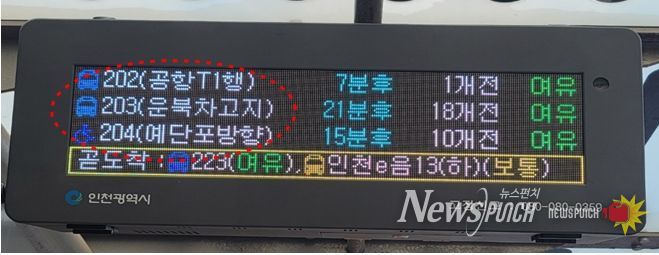 202(공항T1행) 7분후 1개전 여유
203(운북차고지) 21분후 18개전 여유
204(예단포방향) 15분후 10개전 여유
곧도착 : 223(여유), 인천e음13(하)(보통)
인천광역시
뉴스펀치
NewsPUNCH NEWSPUNCH